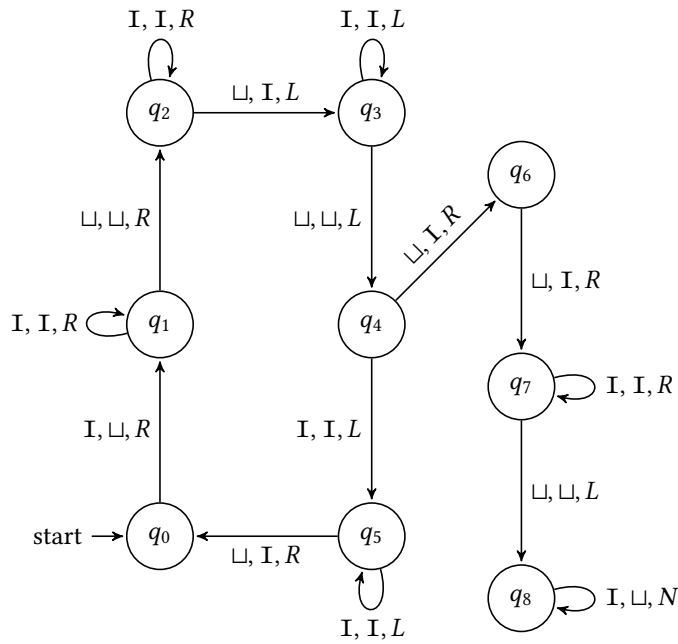 I, I, R
I, I, L
q2
⊔, I, L
q3
q6
⊔, ⊔, R
⊔, ⊔, L
⊔, I, R
⊔, I, R
I, I, R
q1
q4
q7
I, I, R
I, ⊔, R
I, I, L
⊔, ⊔, L
start
q0
⊔, I, R
q5
q8
I, ⊔, N
I, I, L